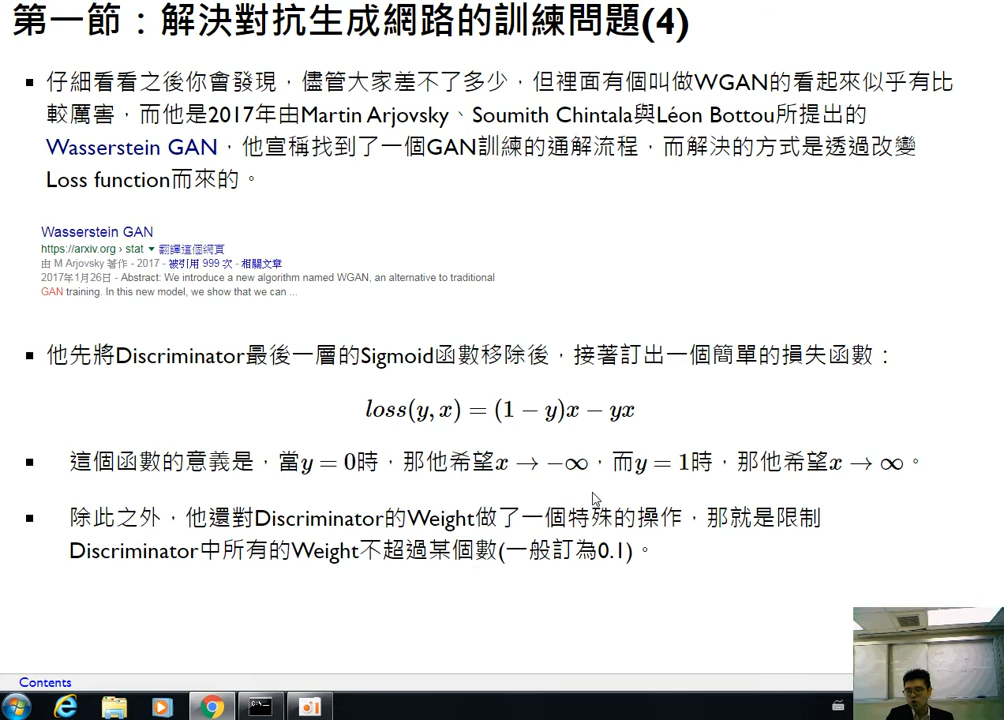 第一節：解決對抗生成網路的訓練問題(4)
仔細看看之後你會發現，儘管大家差不了多少，但裡面有個叫做WGAN的看起來似乎有比
較厲害，而他是2017年由Martin Arjovsky、Soumith Chintala與Léon Bottou所提出的
Wasserstein GAN，他宣稱找到了一個GAN訓練的通解流程，而解決的方式是透過改變
Loss function而來的。
Wasserstein GAN
https://arxiv.org › stat ▼ 翻譯這個網頁
由 M Arjovsky 著作 - 2017 - 被引用 999 次 - 相關文章
2017年1月26日 - Abstract: We introduce a new algorithm named WGAN, an alternative to traditional
GAN training. In this new model, we show that we can ...
他先將Discriminator最後一層的Sigmoid函數移除後，接著訂出一個簡單的損失函數：
loss(y, x) = (1 − y)x − yx
這個函數的意義是，當y = 0時，那他希望x → −∞，而y = 1時，那他希望x → ∞。
除此之外，他還對Discriminator的Weight做了一個特殊的操作，那就是限制
Discriminator中所有的Weight不超過某個數(一般訂為0.1)。
Contents